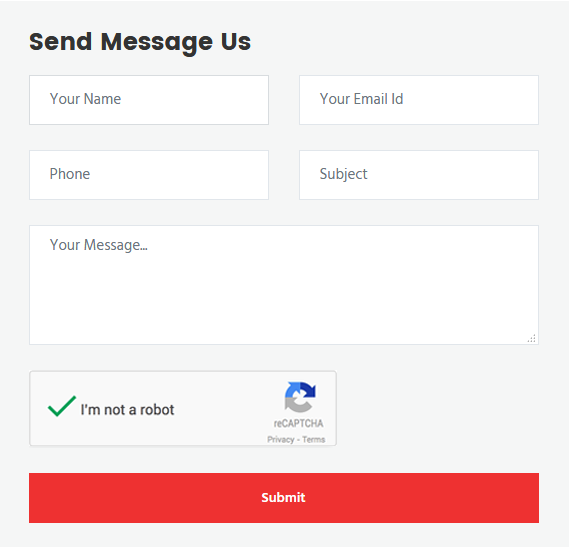 Send Message Us
Your Name
Your Email Id
Phone
Subject
Your Message...
I'm not a robot
reCAPTCHA
Privacy - Terms
Submit